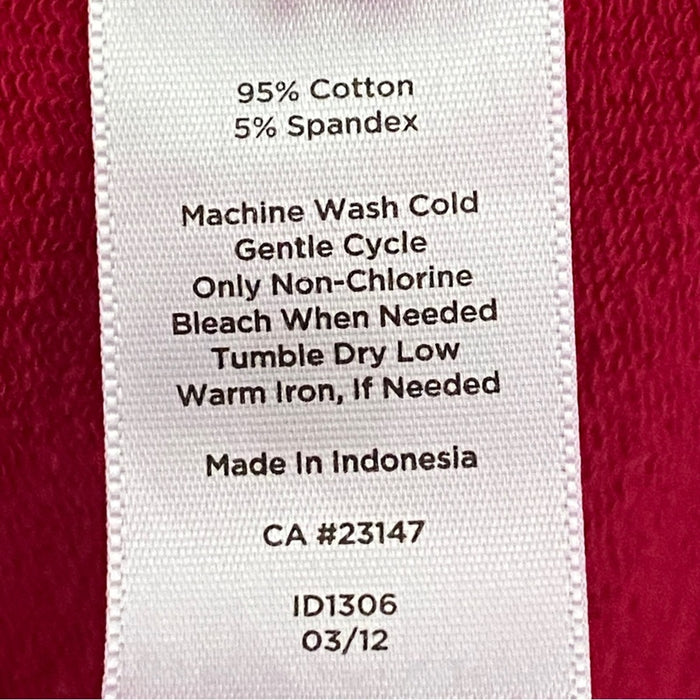 95% Cotton
5% Spandex
Machine Wash Cold
Gentle Cycle
Only Non-Chlorine
Bleach When Needed
Tumble Dry Low
Warm Iron, If Needed
Made In Indonesia
CA #23147
ID1306
03/12